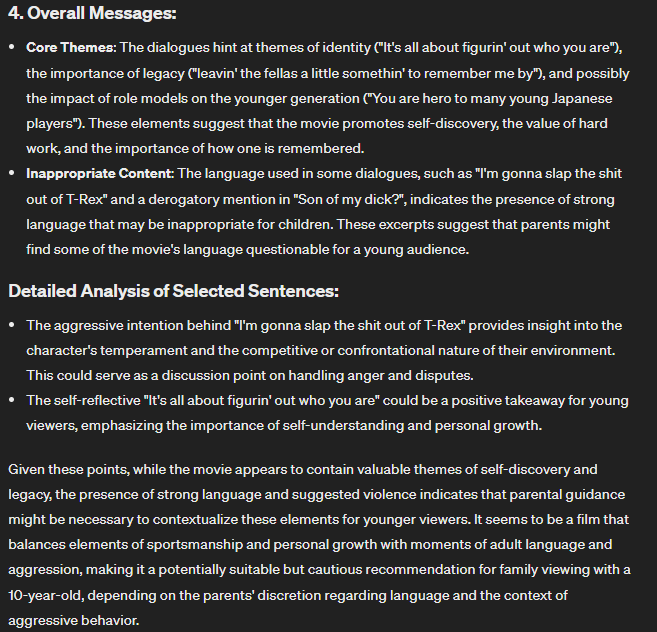 4. Overall Messages:
• Core Themes: The dialogues hint at themes of identity ("It's all about figurin' out who you are"),
the importance of legacy ("leavin' the fellas a little somethin' to remember me by"), and possibly
the impact of role models on the younger generation ("You are hero to many young Japanese
players"). These elements suggest that the movie promotes self-discovery, the value of hard
work, and the importance of how one is remembered.
• Inappropriate Content: The language used in some dialogues, such as "I'm gonna slap the shit
out of T-Rex" and a derogatory mention in "Son of my dick?", indicates the presence of strong
language that may be inappropriate for children. These excerpts suggest that parents might
find some of the movie's language questionable for a young audience.
Detailed Analysis of Selected Sentences:
• The aggressive intention behind "I'm gonna slap the shit out of T-Rex" provides insight into the
character's temperament and the competitive or confrontational nature of their environment.
This could serve as a discussion point on handling anger and disputes.
• The self-reflective "It's all about figurin' out who you are" could be a positive takeaway for young
viewers, emphasizing the importance of self-understanding and personal growth.
Given these points, while the movie appears to contain valuable themes of self-discovery and
legacy, the presence of strong language and suggested violence indicates that parental guidance
might be necessary to contextualize these elements for younger viewers. It seems to be a film that
balances elements of sportsmanship and personal growth with moments of adult language and
aggression, making it a potentially suitable but cautious recommendation for family viewing with a
10-year-old, depending on the parents' discretion regarding language and the context of
aggressive behavior.